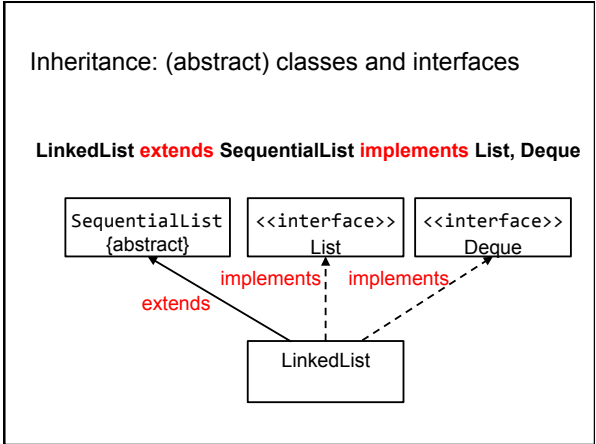 Inheritance: (abstract) classes and interfaces
LinkedList extends SequentialList implements List, Deque
SequentialList
{abstract}
<<interface>>
List
<<interface>>
Deque
implements
implements
extends
LinkedList